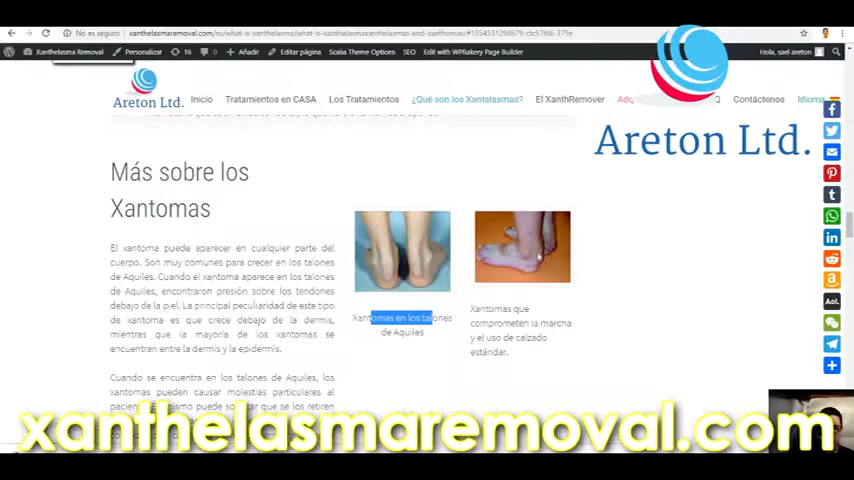 No es seguro | xanthelasmaremoval.com/es/what-is-xanthelasma/what-is-xanthelasmaxanthelasmas-and-xanthomas/
Xanthelasma Removal Personalizar 16 Añadir Editar página Scalia Theme Options SEO Edit with WPBakery Page Builder Hola, sael areton
Areton Ltd. Inicio Tratamientos en CASA Los Tratamientos ¿Qué son los Xantelasmas? El XanthRemover Contáctenos Idioma
Areton Ltd.
Más sobre los
Xantomas
El xantoma puede aparecer en cualquier parte del
cuerpo. Son muy comunes para crecer en los talones
de Aquiles. Cuando el xantoma aparece en los talones
de Aquiles, encontraron presión sobre los tendones
debajo de la piel. La principal peculiaridad de este tipo
de xantoma es que crece debajo de la dermis,
mientras que la mayoría de los xantomas se
encuentran entre la dermis y la epidermis.
Cuando se encuentra en los talones de Aquiles, los
xantomas pueden causar molestias particulares al
Xantomas en los talones
de Aquiles
Xantomas que
comprometen la marcha
y el uso de calzado
estándar.
AOL
xanthelasmaremoval.com